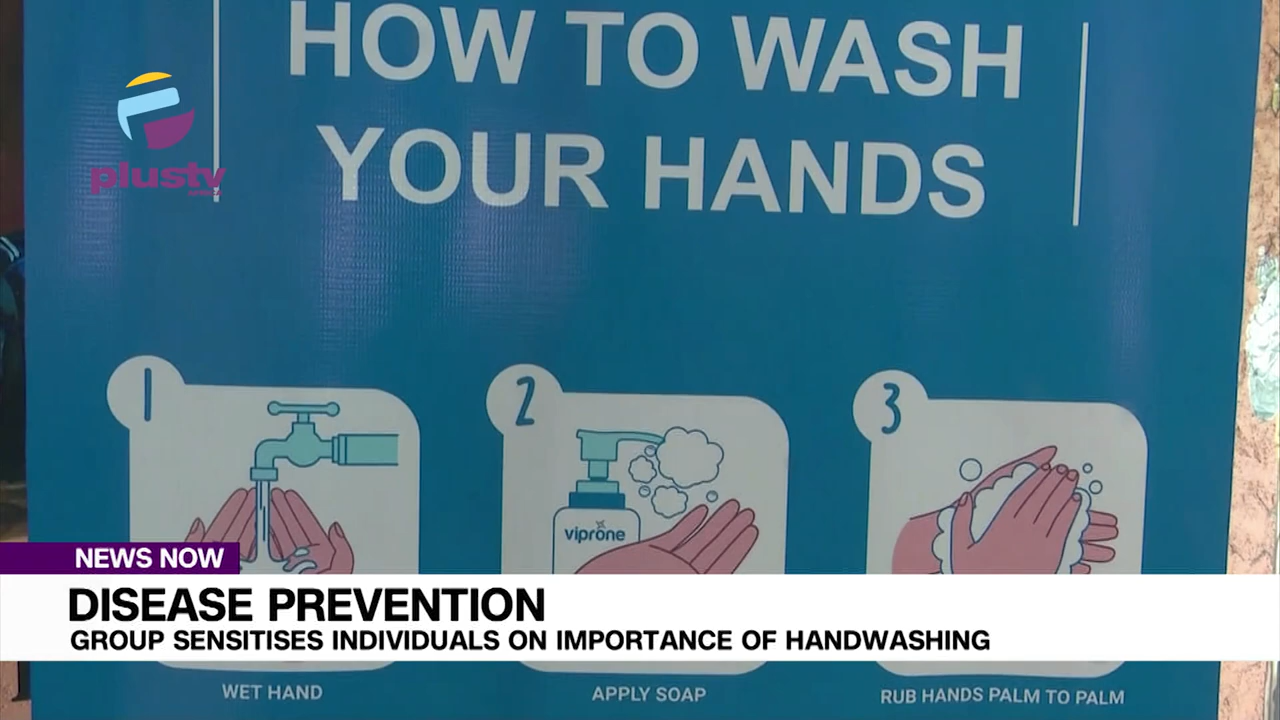 HOW TO WASH
YOUR HANDS
plustv
1
2
3
viprone
NEWS NOW
DISEASE PREVENTION
GROUP SENSITISES INDIVIDUALS ON IMPORTANCE OF HANDWASHING
WET HAND
APPLY SOAP
RUB HANDS PALM TO PALM